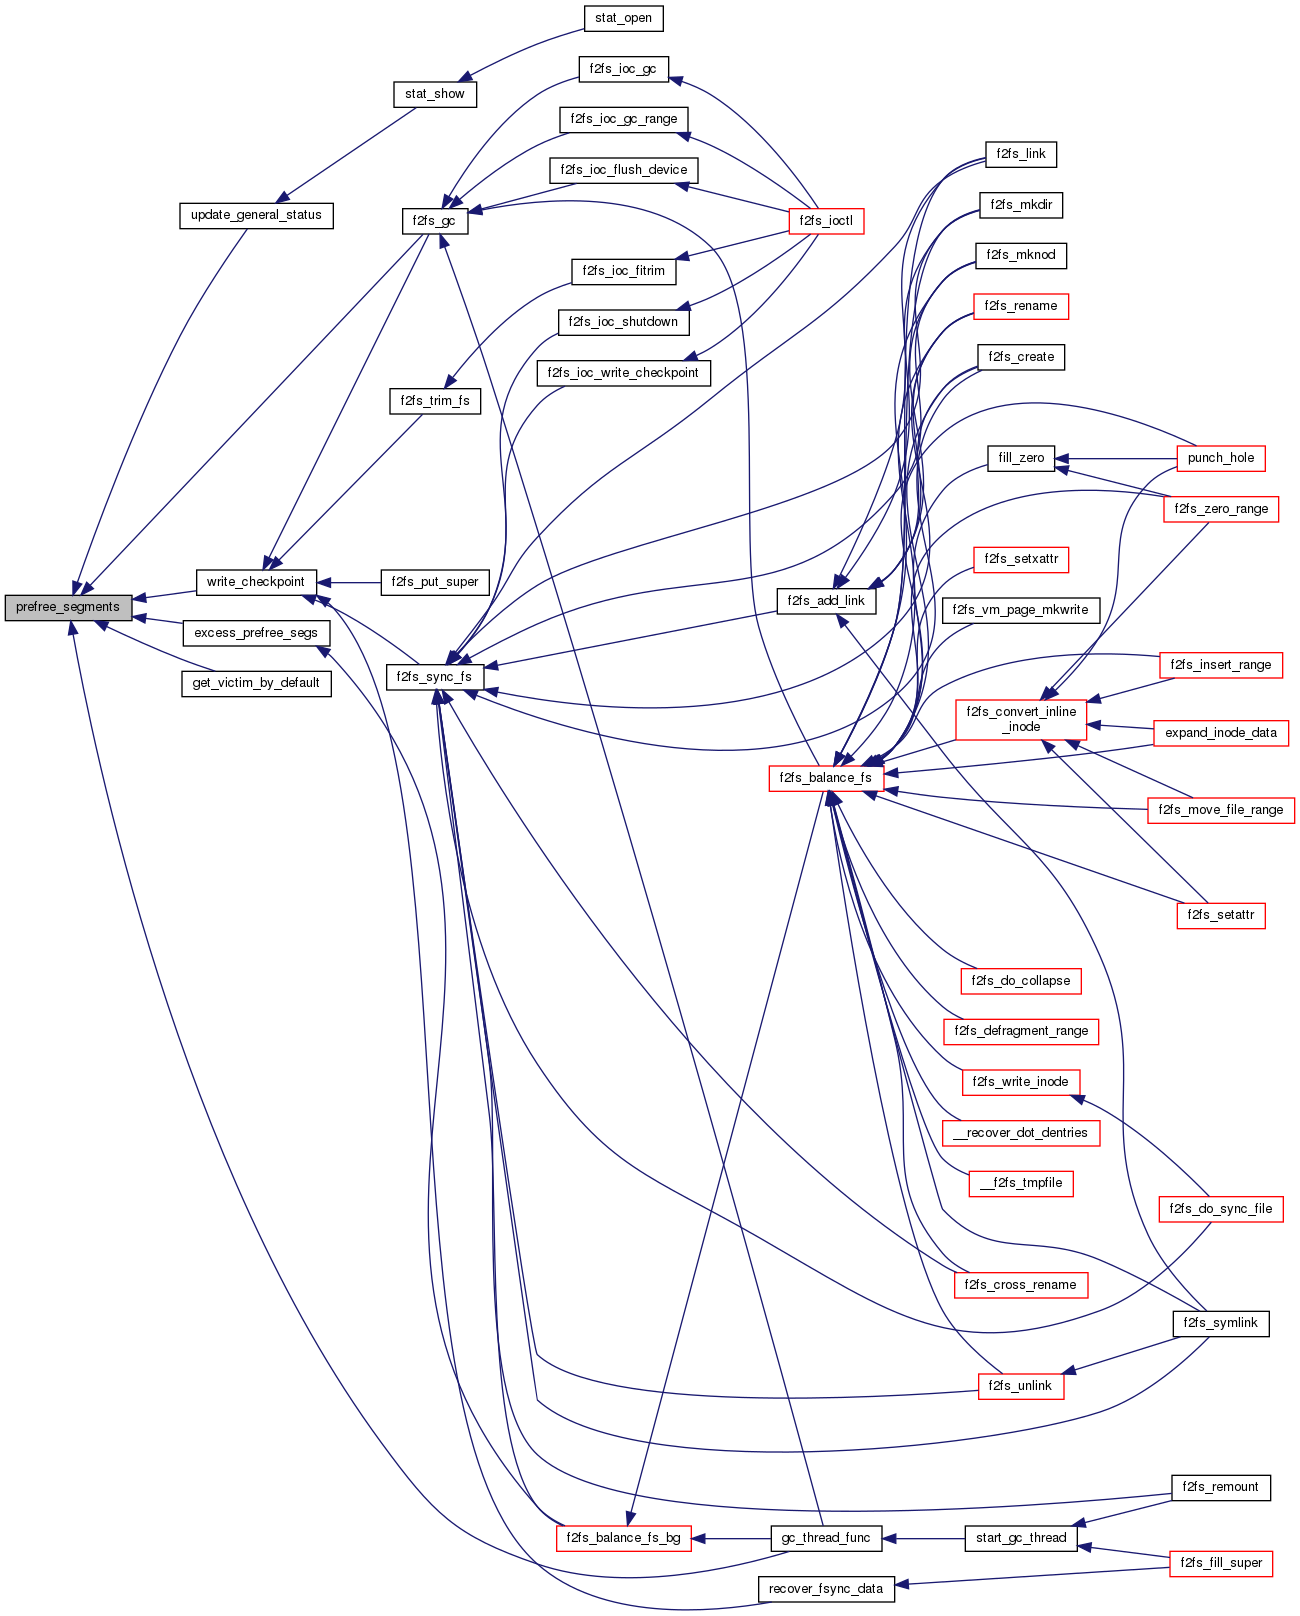 stat_open
f2fs_ioc_gc
stat_show
f2fs_ioc_gc_range
f2fs_link
f2fs_ioc_flush_device
f2fs_mkdir
update_general_status
f2fs_gc
f2fs_ioctl
f2fs_mknod
f2fs_ioc_fitrim
f2fs_rename
f2fs_ioc_shutdown
f2fs_create
f2fs_ioc_write_checkpoint
f2fs_trim_fs
fill_zero
punch_hole
f2fs_zero_range
f2fs_setxattr
write_checkpoint
f2fs_put_super
prefree_segments
f2fs_add_link
f2fs_vm_page_mkwrite
excess_prefree_segs
f2fs_insert_range
get_victim_by_default
f2fs_sync_fs
f2fs_convert_inline
_inode
expand_inode_data
f2fs_balance_fs
f2fs_move_file_range
f2fs_setattr
f2fs_do_collapse
f2fs_defragment_range
f2fs_write_inode
__recover_dot_dentries
__f2fs_tmpfile
f2fs_do_sync_file
f2fs_cross_rename
f2fs_symlink
f2fs_unlink
f2fs_remount
f2fs_balance_fs_bg
gc_thread_func
start_gc_thread
f2fs_fill_super
recover_fsync_data